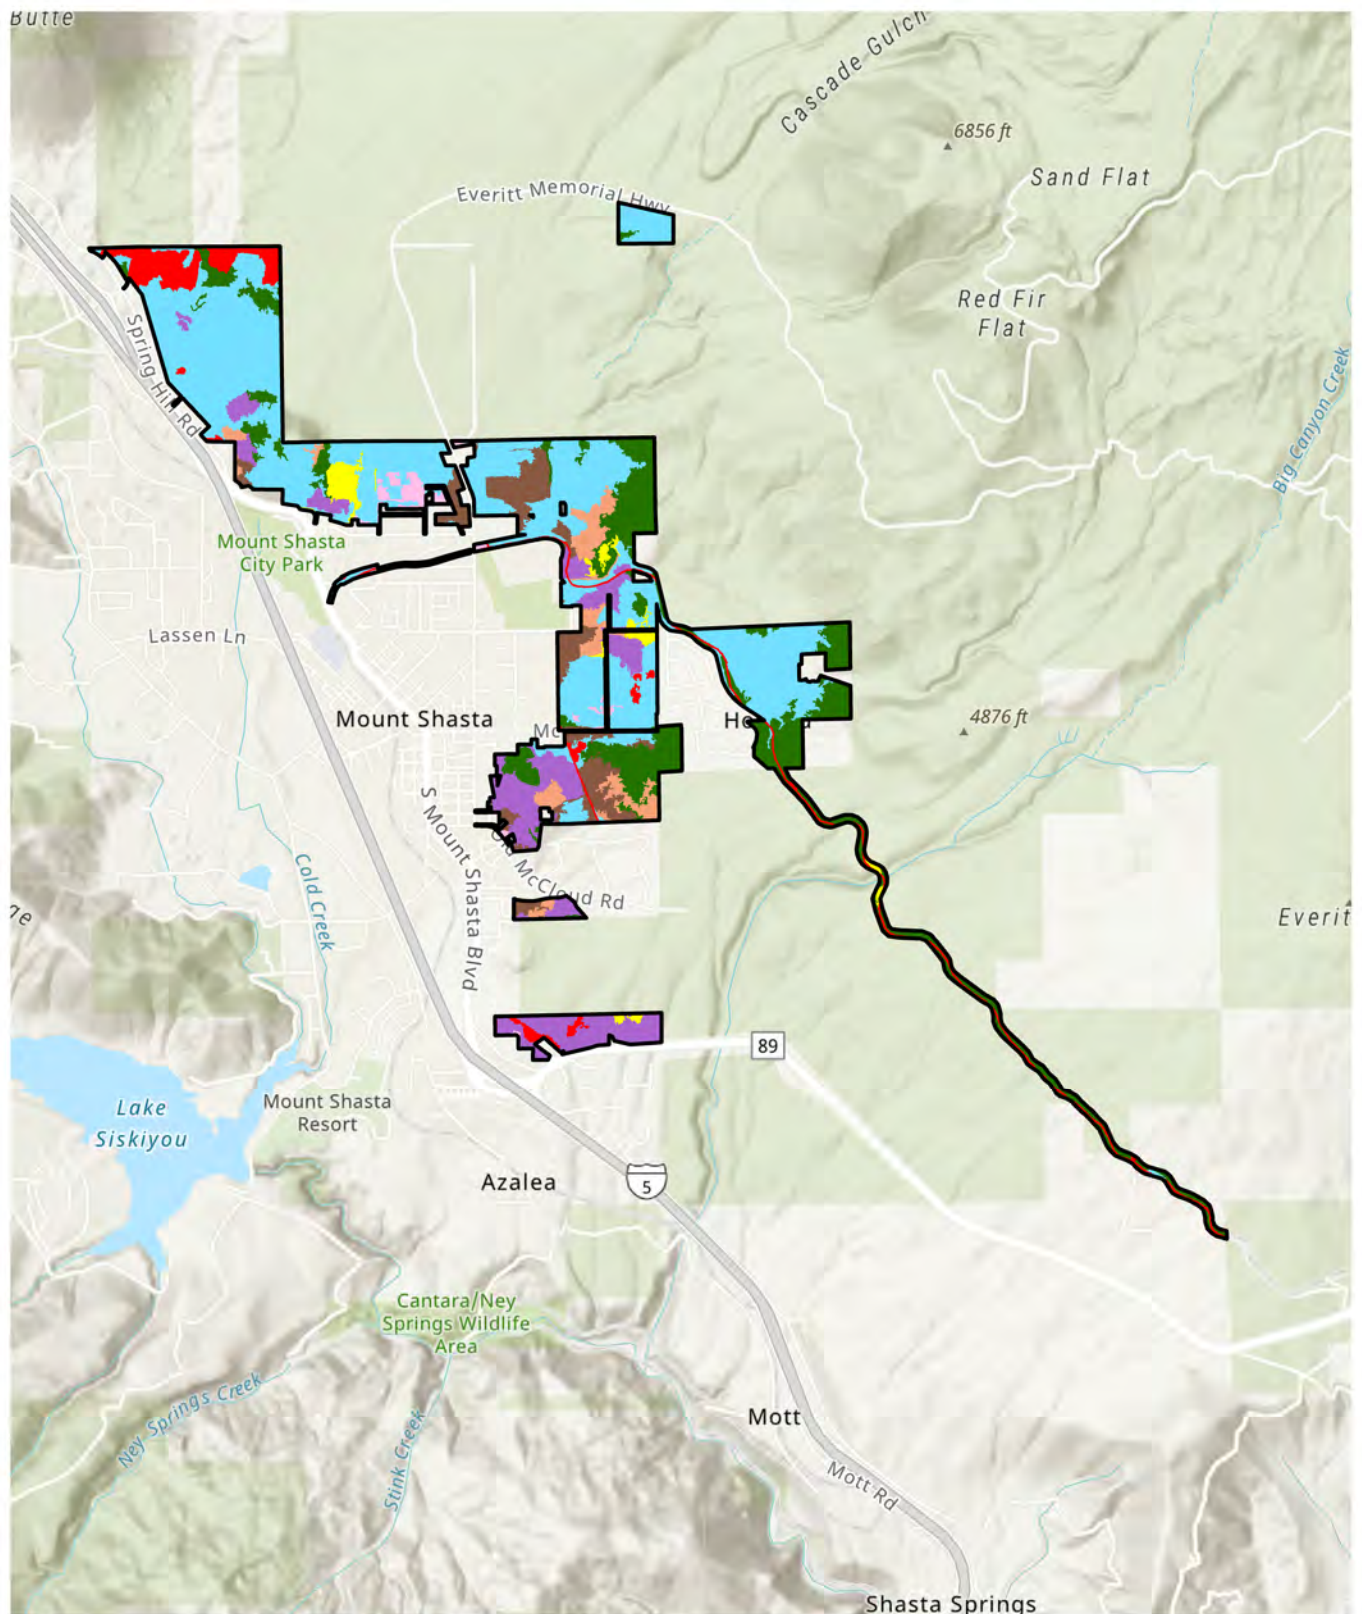 Butte
Cascade Gulch
6856 ft
Sand Flat
Everitt Memorial Hwy
Red Fir
Flat
Spring Hill Rd
Big Canyon Creek
Mount Shasta
City Park
Lassen Ln
Mount Shasta
4876 ft
S Mount Shasta Blvd
Old McCloud Rd
Cold Creek
Everit
89
Lake
Siskiyou
Mount Shasta
Resort
Azalea
5
Cantara/Ney
Springs Wildlife
Area
Ney Springs Creek
Stink Creek
Mott
Mott Rd
Shasta Springs